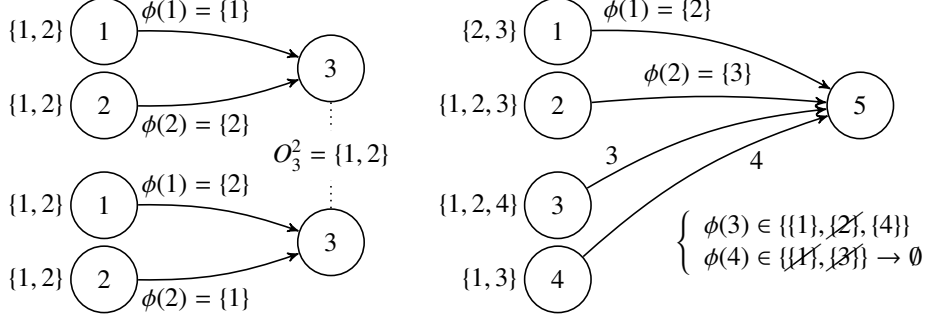 ϕ(1) = {1}
{1, 2} 1
3
{1, 2} 2
ϕ(2) = {2}
O₃² = {1, 2}
ϕ(1) = {2}
{1, 2} 1
3
{1, 2} 2
ϕ(2) = {1}
ϕ(1) = {2}
{2, 3} 1
ϕ(2) = {3}
{1, 2, 3} 2
5
3
4
{1, 2, 4} 3
{1, 3} 4
ϕ(3) ∈ {{1}, {2}, {4}}
ϕ(4) ∈ {{1}, {3}} → ∅